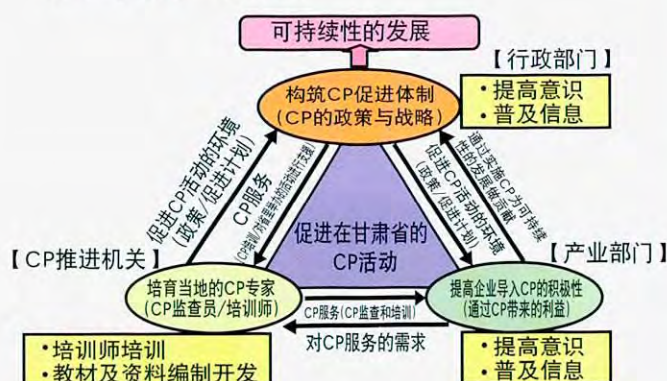 可持续性的发展
【行政部门】
构筑CP促进体制
(CP的政策与战略)
•提高意识
•普及信息
促进CP活动的环境
(政策/促进计划)
CP服务
促进CP活动的环境
(政策/促进计划)
通过实施CP为可持续
性的发展做贡献
促进在甘肃省的
CP活动
【CP推进机关】
【产业部门】
培育当地的CP专家
(CP监查员/培训师)
CP服务(CP监查和培训)
对CP服务的需求
提高企业导入CP的积极性
(通过CP带来的利益)
•培训师培训
•教材及资料编制开发
•提高意识
•普及信息